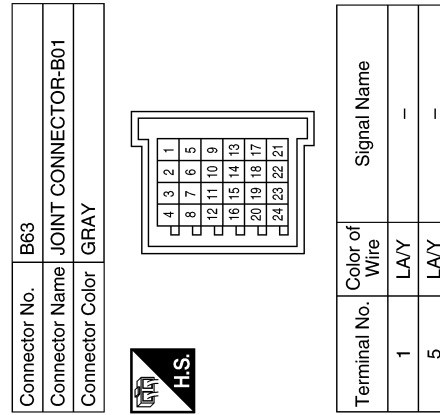 Connector No. B63
Connector Name JOINT CONNECTOR-B01
Connector Color GRAY
H.S.
4 3 2 1
8 7 6 5
12 11 10 9
16 15 14 13
20 19 18 17
24 23 22 21
Terminal No. Color of Wire Signal Name
1 LA/Y –
5 LA/Y –